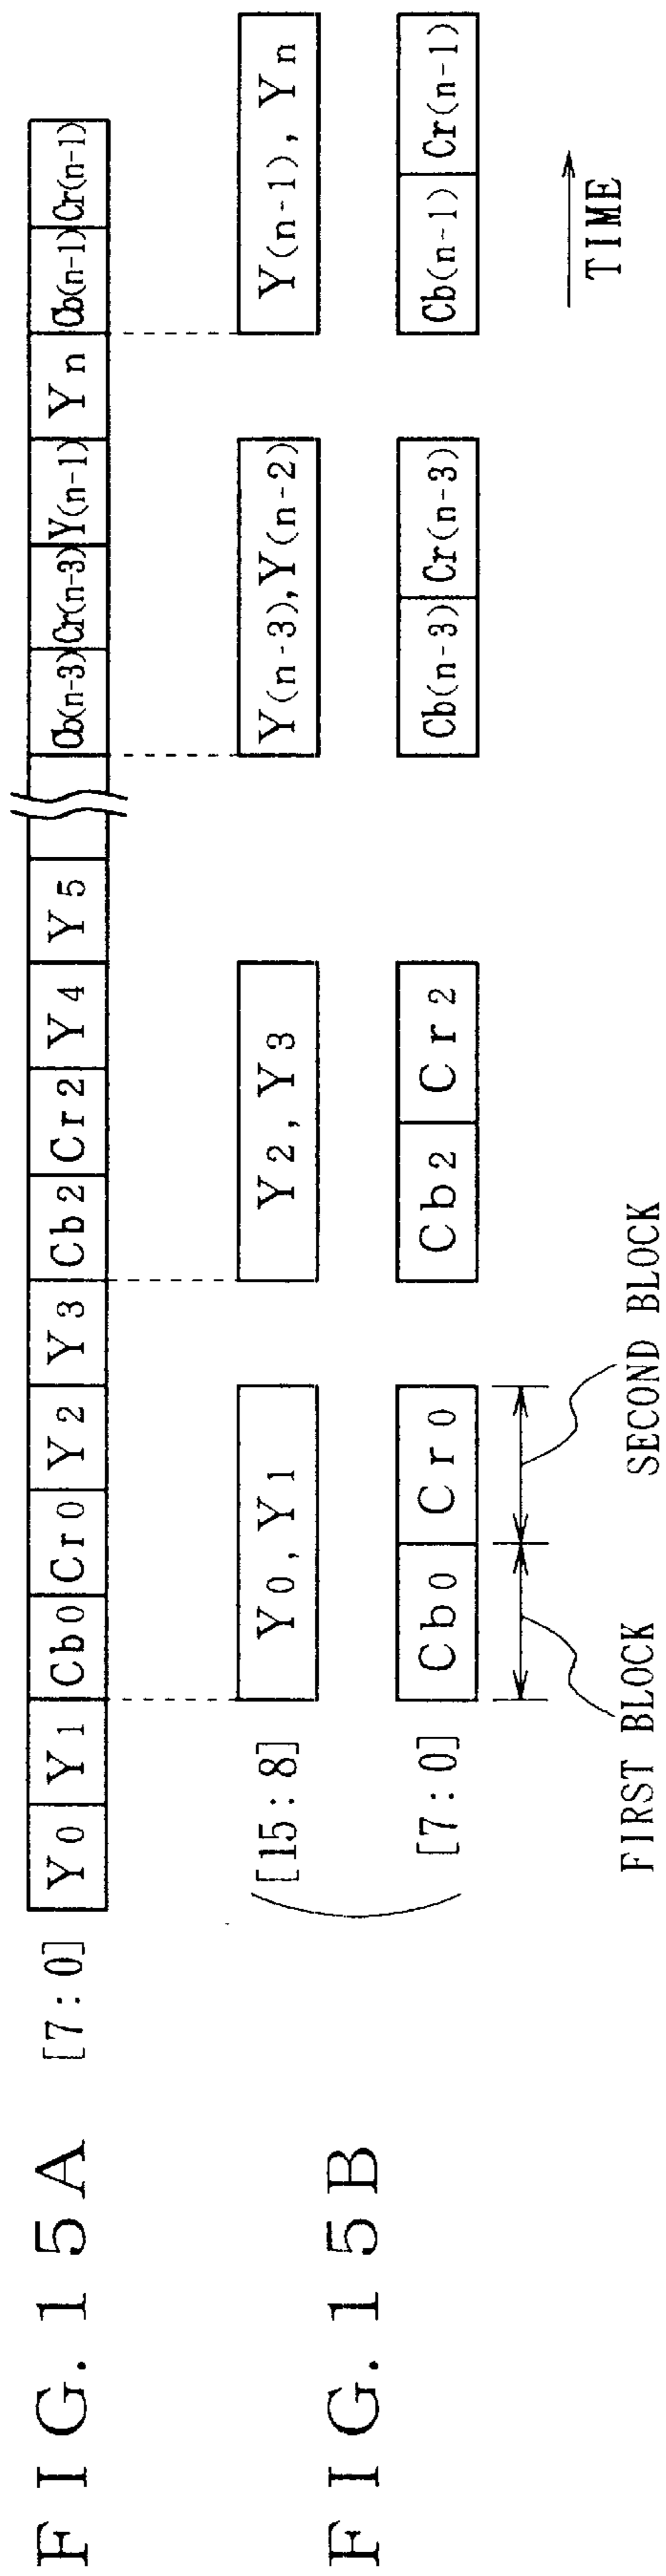 FIG. 15A
[7:0]
Y0 Y1 Cb0 Cr0 Y2 Y3 Cb2 Cr2 Y4 Y5 Cb(n-3) Cr(n-3) Y(n-1) Yn Cb(n-1) Cr(n-1)
FIG. 15B
[15:8]
Y0, Y1 Y2, Y3 Y(n-3), Y(n-2) Y(n-1), Yn
[7:0]
Cb0 Cr0 Cb2 Cr2 Cb(n-3) Cr(n-3) Cb(n-1) Cr(n-1)
FIRST BLOCK
SECOND BLOCK
TIME